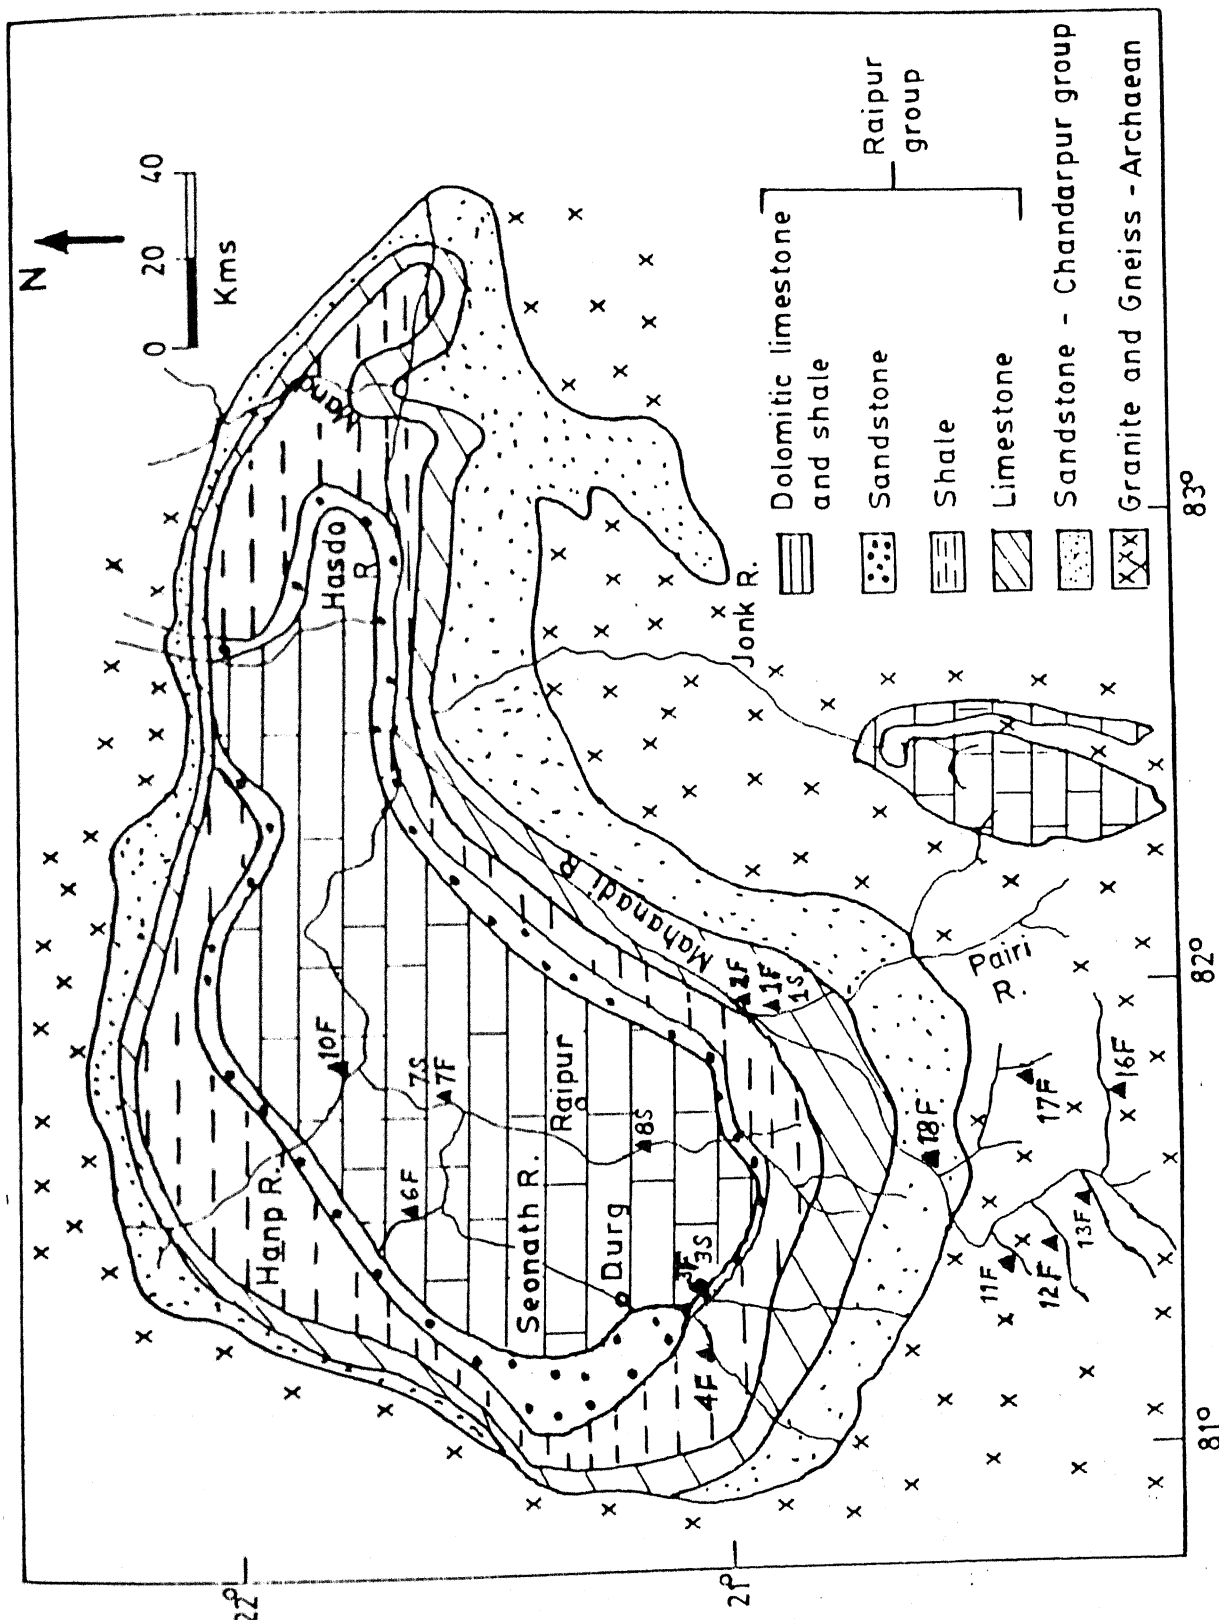 N
0 20 40
Kms
Raipur
group
Dolomitic limestone
and shale
Sandstone
Shale
Limestone
Sandstone - Chandarpur group
Granite and Gneiss - Archaean
Mand
Hasdo
R.
Jonk R.
Mahanadi R
Pairi
R.
Hanp R.
Seonath R.
Raipur
Durg
10F
7S
7F
6F
8S
3F
3S
4F
1F
1S
18F
17F
16F
11F
12F
13F
22°
21°
81°
82°
83°